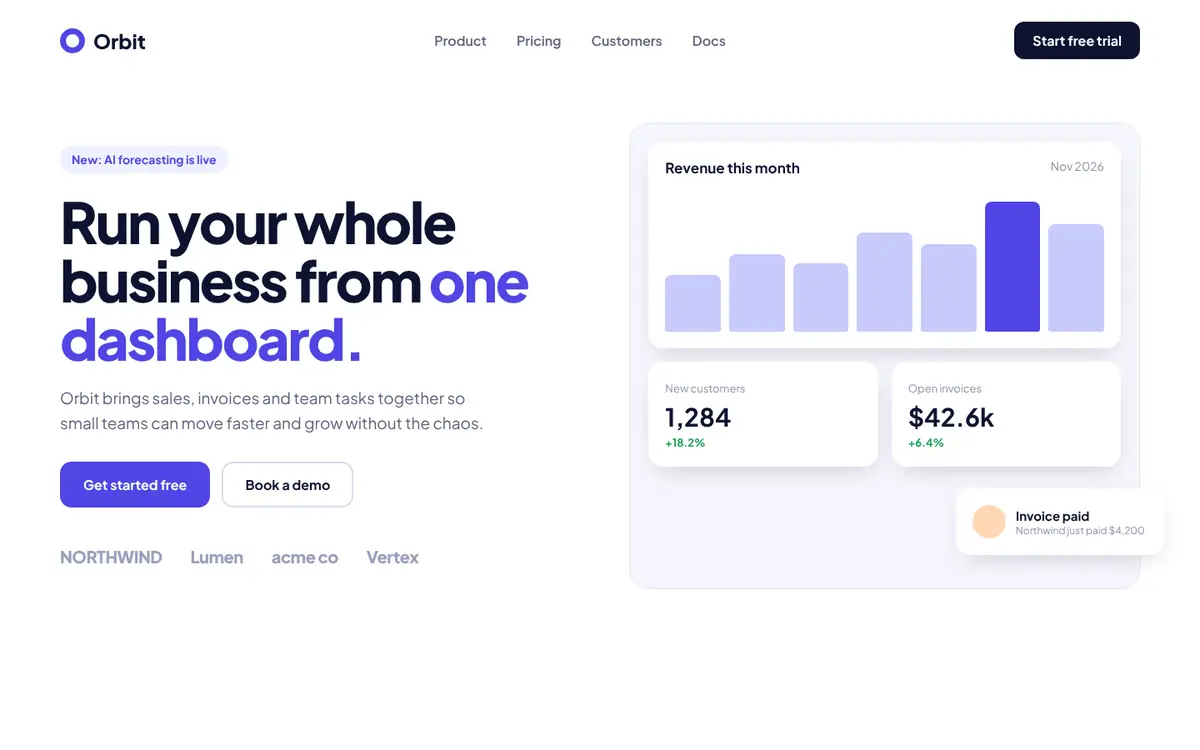 Orbit
Product
Pricing
Customers
Docs
Start free trial
New: AI forecasting is live
Run your whole
business from one
dashboard.
Orbit brings sales, invoices and team tasks together so
small teams can move faster and grow without the chaos.
Get started free
Book a demo
NORTHWIND
Lumen
acme co
Vertex
Revenue this month
Nov 2026
New customers
1,284
+18.2%
Open invoices
$42.6k
+6.4%
Invoice paid
Northwind just paid $4,200